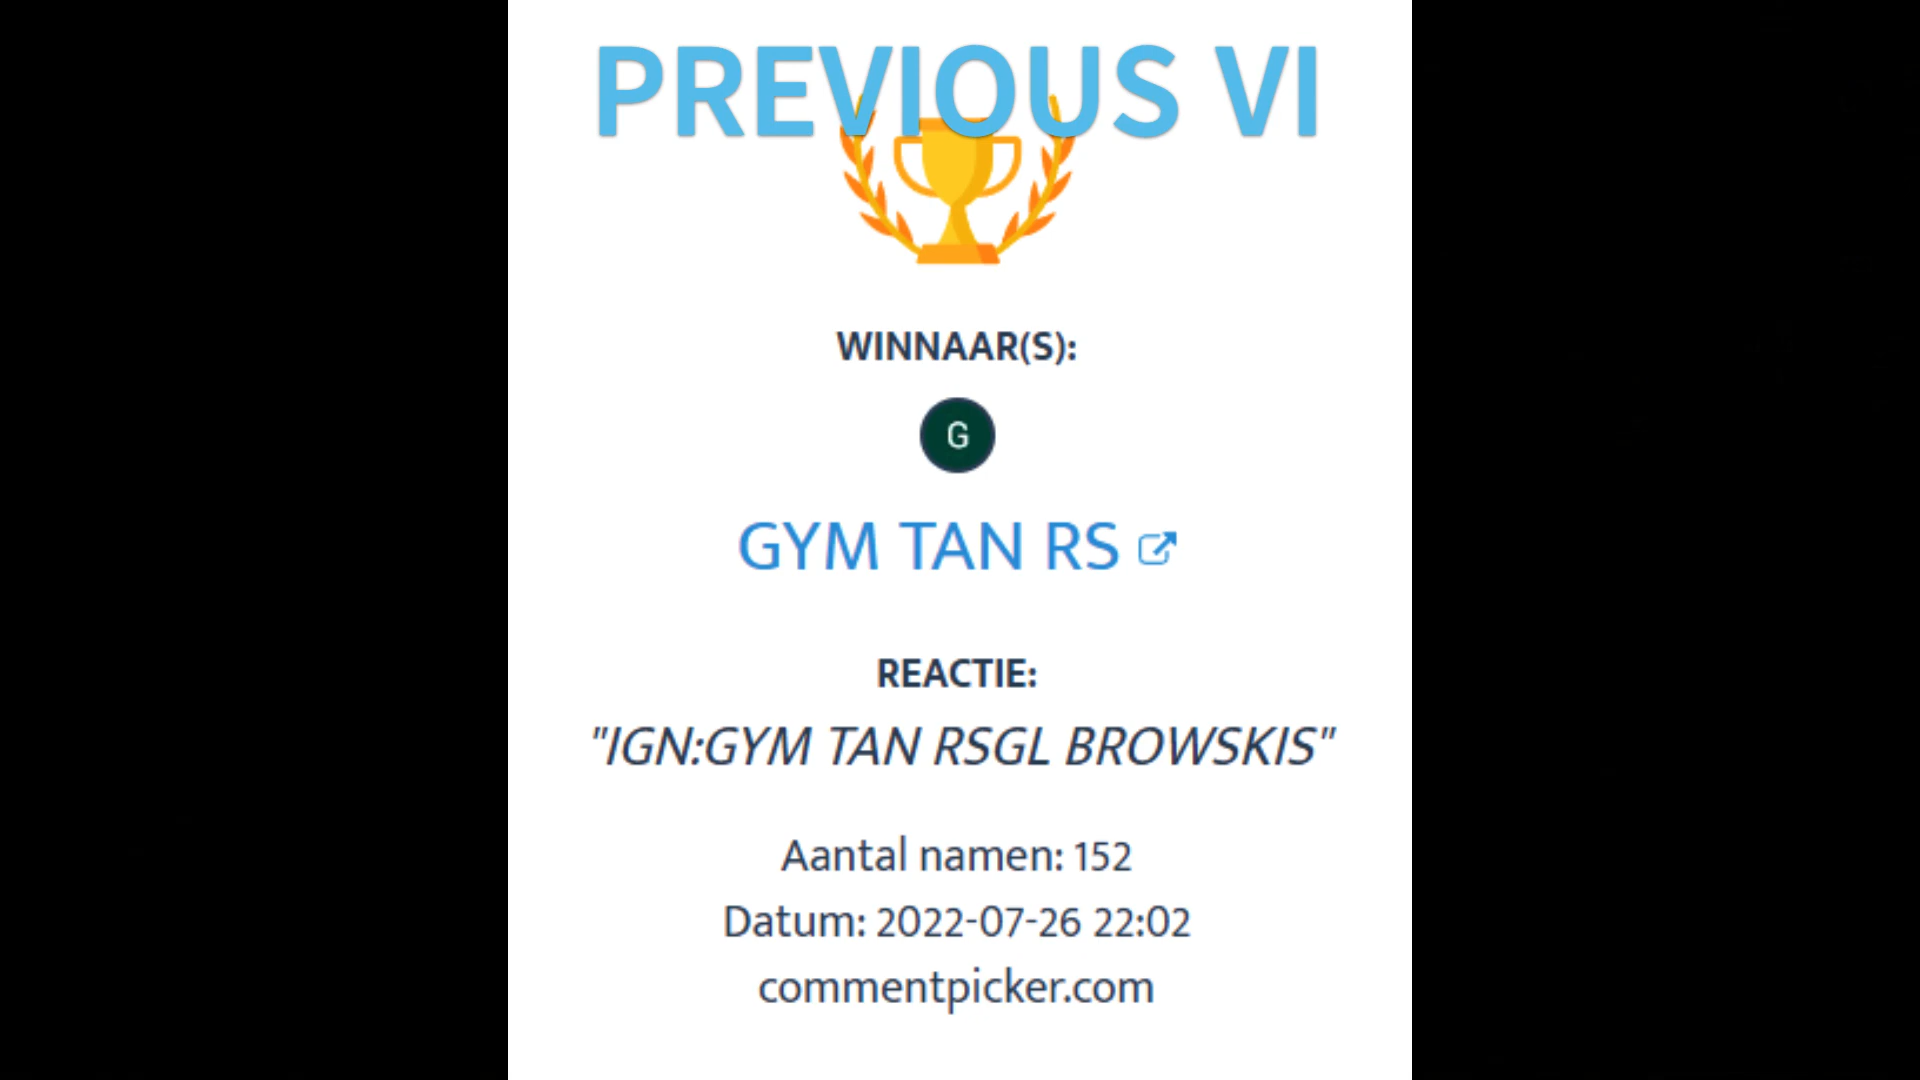 PREVIOUS VI
WINNAAR(S):
G
GYM TAN RS
REACTIE:
"IGN:GYM TAN RSGL BROWSKIS"
Aantal namen: 152
Datum: 2022-07-26 22:02
commentpicker.com